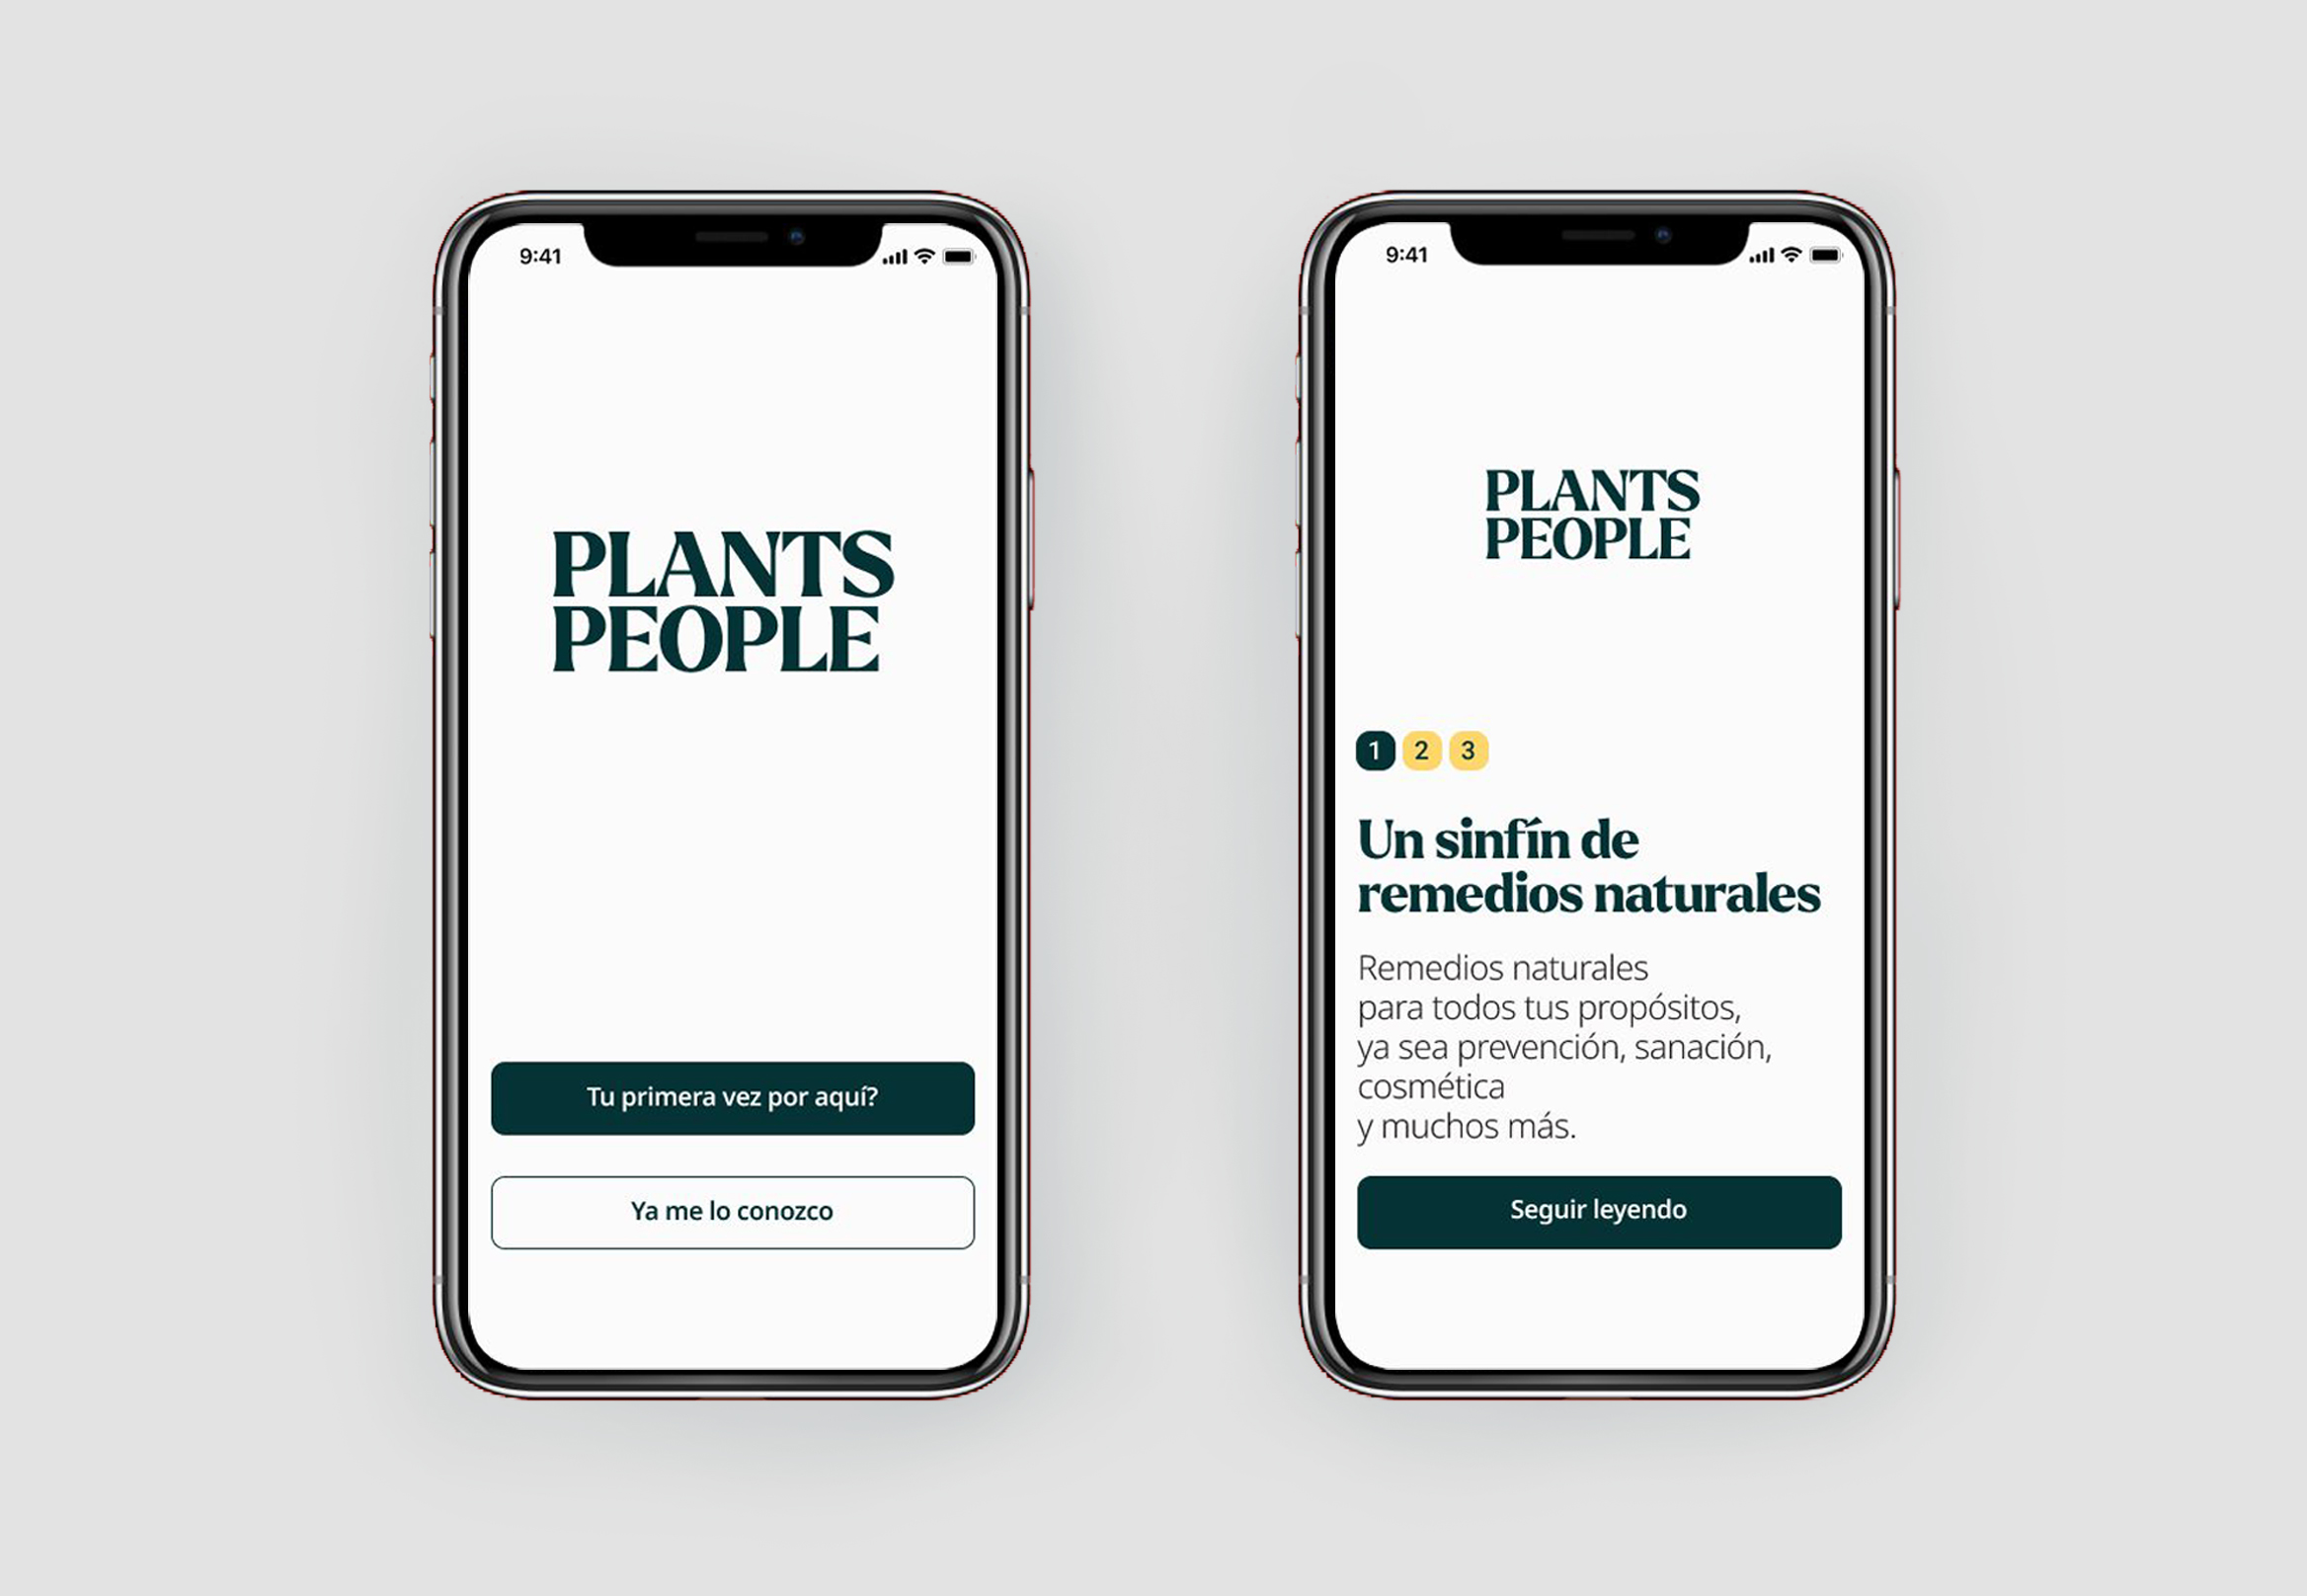 9:41
PLANTS
PEOPLE
Tu primera vez por aquí?
Ya me lo conozco
9:41
PLANTS
PEOPLE
1 2 3
Un sinfín de
remedios naturales
Remedios naturales
para todos tus propósitos,
ya sea prevención, sanación,
cosmética
y muchos más.
Seguir leyendo